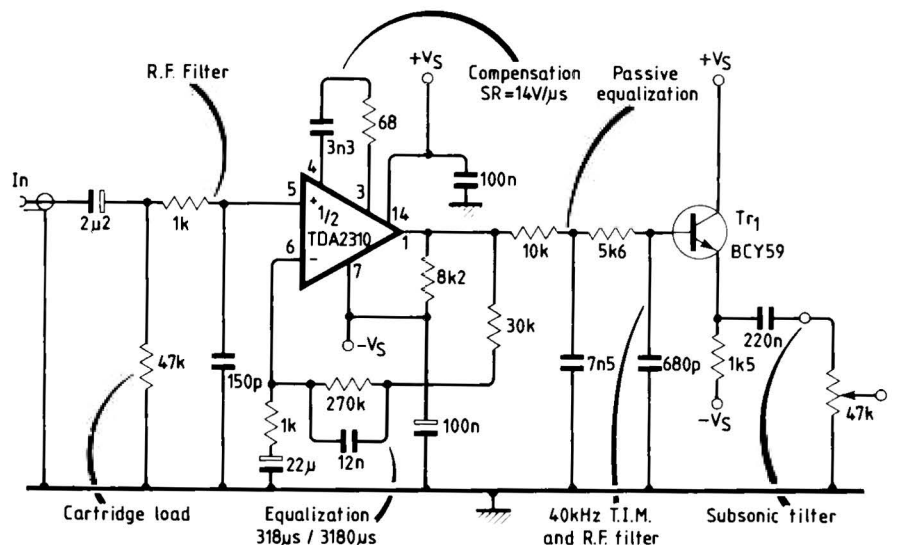 R.F. Filter
Compensation
SR=14V/µs
+VS
Passive
equalization
+VS
3n3
68
4
3
100n
In
2µ2
1k
5
+
1/2
TDA2310
14
1
6
−
7
10k
5k6
Tr1
BCY59
8k2
30k
−VS
220n
47k
150p
270k
7n5
680p
1k5
1k
12n
100n
−VS
47k
22µ
Cartridge load
Equalization
318µs / 3180µs
40kHz T.I.M.
and R.F. filter
Subsonic filter